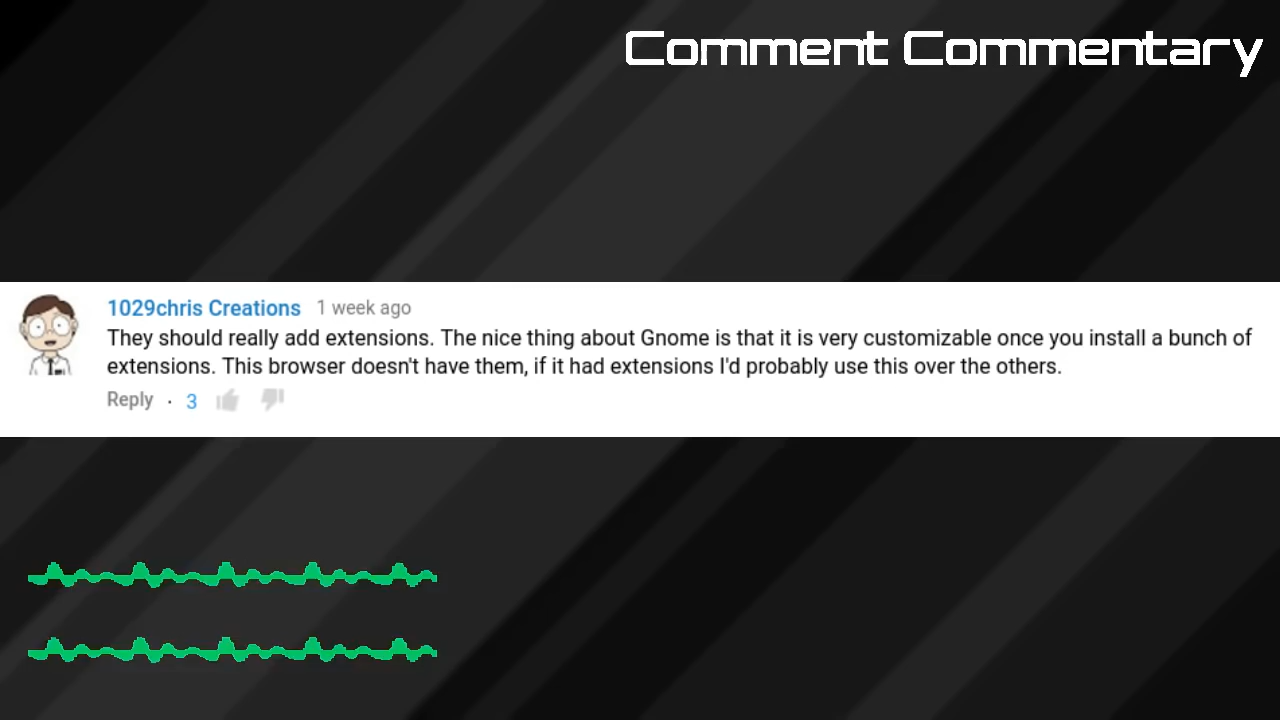 Comment Commentary
1029chris Creations 1 week ago
They should really add extensions. The nice thing about Gnome is that it is very customizable once you install a bunch of
extensions. This browser doesn't have them, if it had extensions I'd probably use this over the others.
Reply · 3